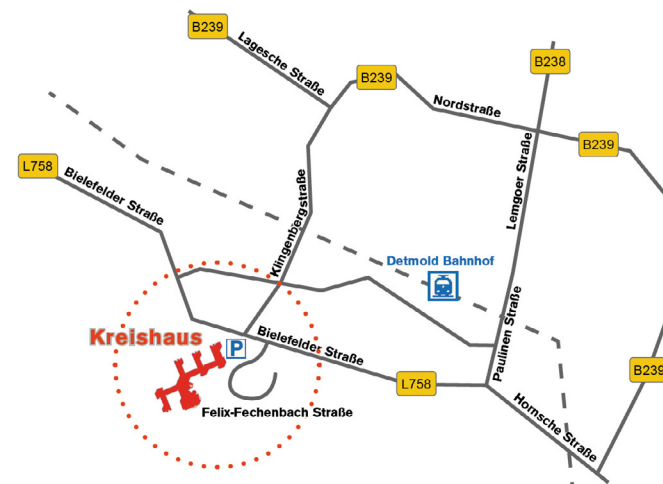 B239
Lagesche Straße
B239
B238
Nordstraße
B239
L758
Bielefelder Straße
Klingenbergstraße
Lemgoer Straße
Detmold Bahnhof
Kreishaus
P
Bielefelder Straße
Paulinen Straße
L758
B239
Felix-Fechenbach Straße
Hornsche Straße